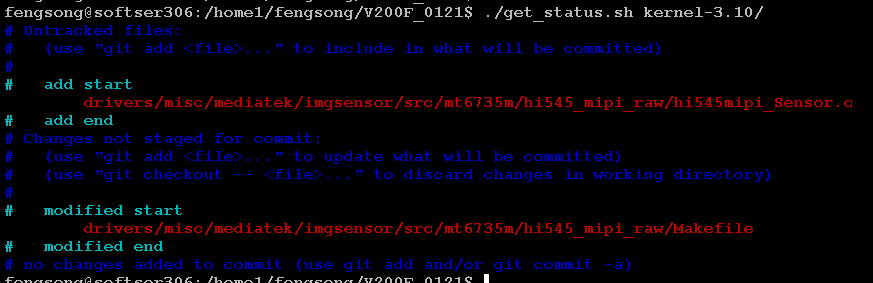 fengsong@softser306:/home1/fengsong/V200F_0121$ ./get_status.sh kernel-3.10/
# Untracked files:
#   (use "git add <file>..." to include in what will be committed)
#
#   add start
        drivers/misc/mediatek/imgsensor/src/mt6735m/hi545_mipi_raw/hi545mipi_Sensor.c
#   add end
# Changes not staged for commit:
#   (use "git add <file>..." to update what will be committed)
#   (use "git checkout -- <file>..." to discard changes in working directory)
#
#   modified start
        drivers/misc/mediatek/imgsensor/src/mt6735m/hi545_mipi_raw/Makefile
#   modified end
# no changes added to commit (use git add and/or git commit -a)
fengsong@softser306:/home1/fengsong/V200F_0121$